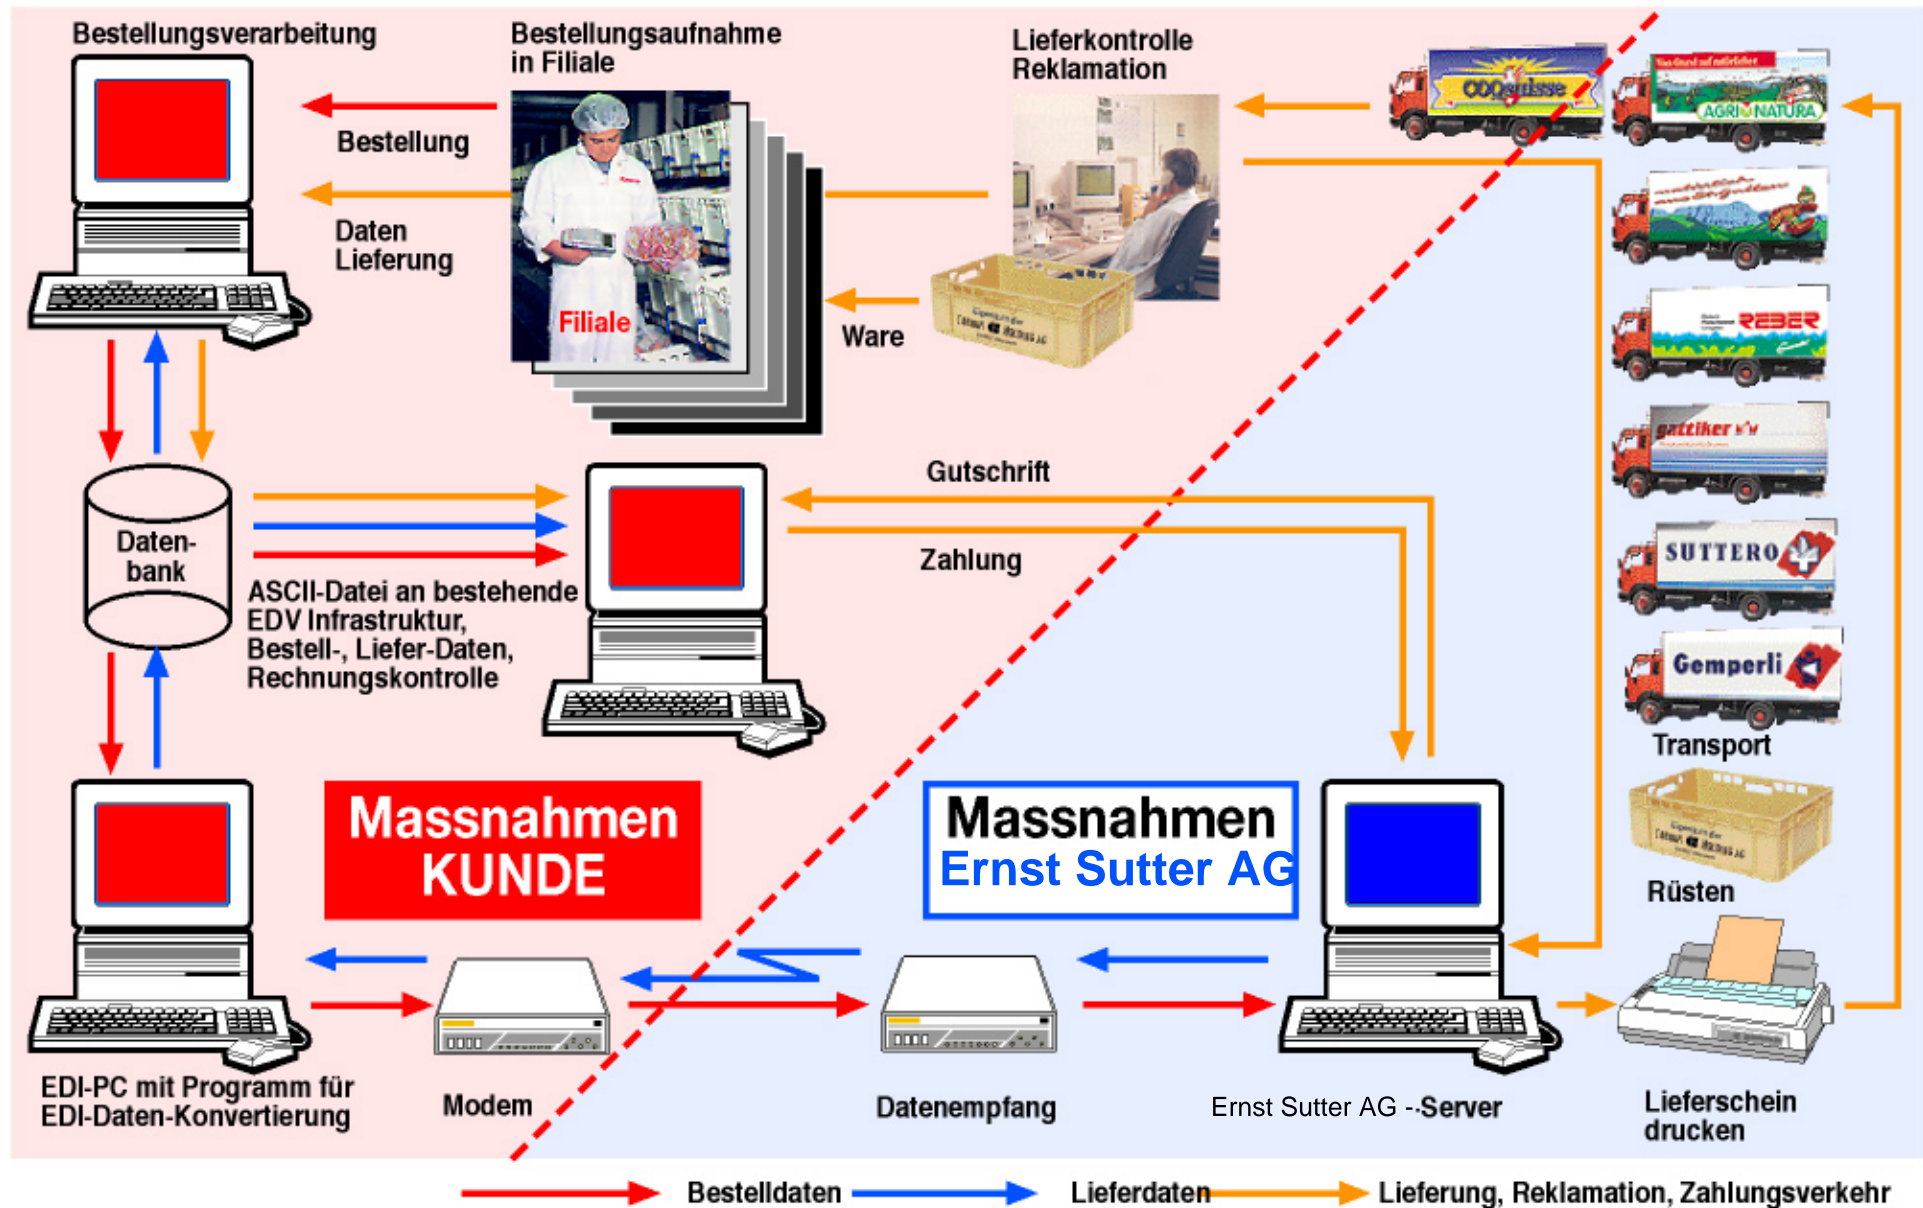 Bestellungsverarbeitung
Bestellungsaufnahme
in Filiale
Lieferkontrolle
Reklamation
Bestellung
Daten
Lieferung
Filiale
Ware
COQsuisse
AGRI NATURA
REBER
gattiker
SUTTERO
Gemperli
Transport
Rüsten
Gutschrift
Zahlung
Daten-
bank
ASCII-Datei an bestehende
EDV Infrastruktur,
Bestell-, Liefer-Daten,
Rechnungskontrolle
Massnahmen
KUNDE
Massnahmen
Ernst Sutter AG
EDI-PC mit Programm für
EDI-Daten-Konvertierung
Modem
Datenempfang
Ernst Sutter AG -·Server
Lieferschein
drucken
Bestelldaten
Lieferdaten
Lieferung, Reklamation, Zahlungsverkehr